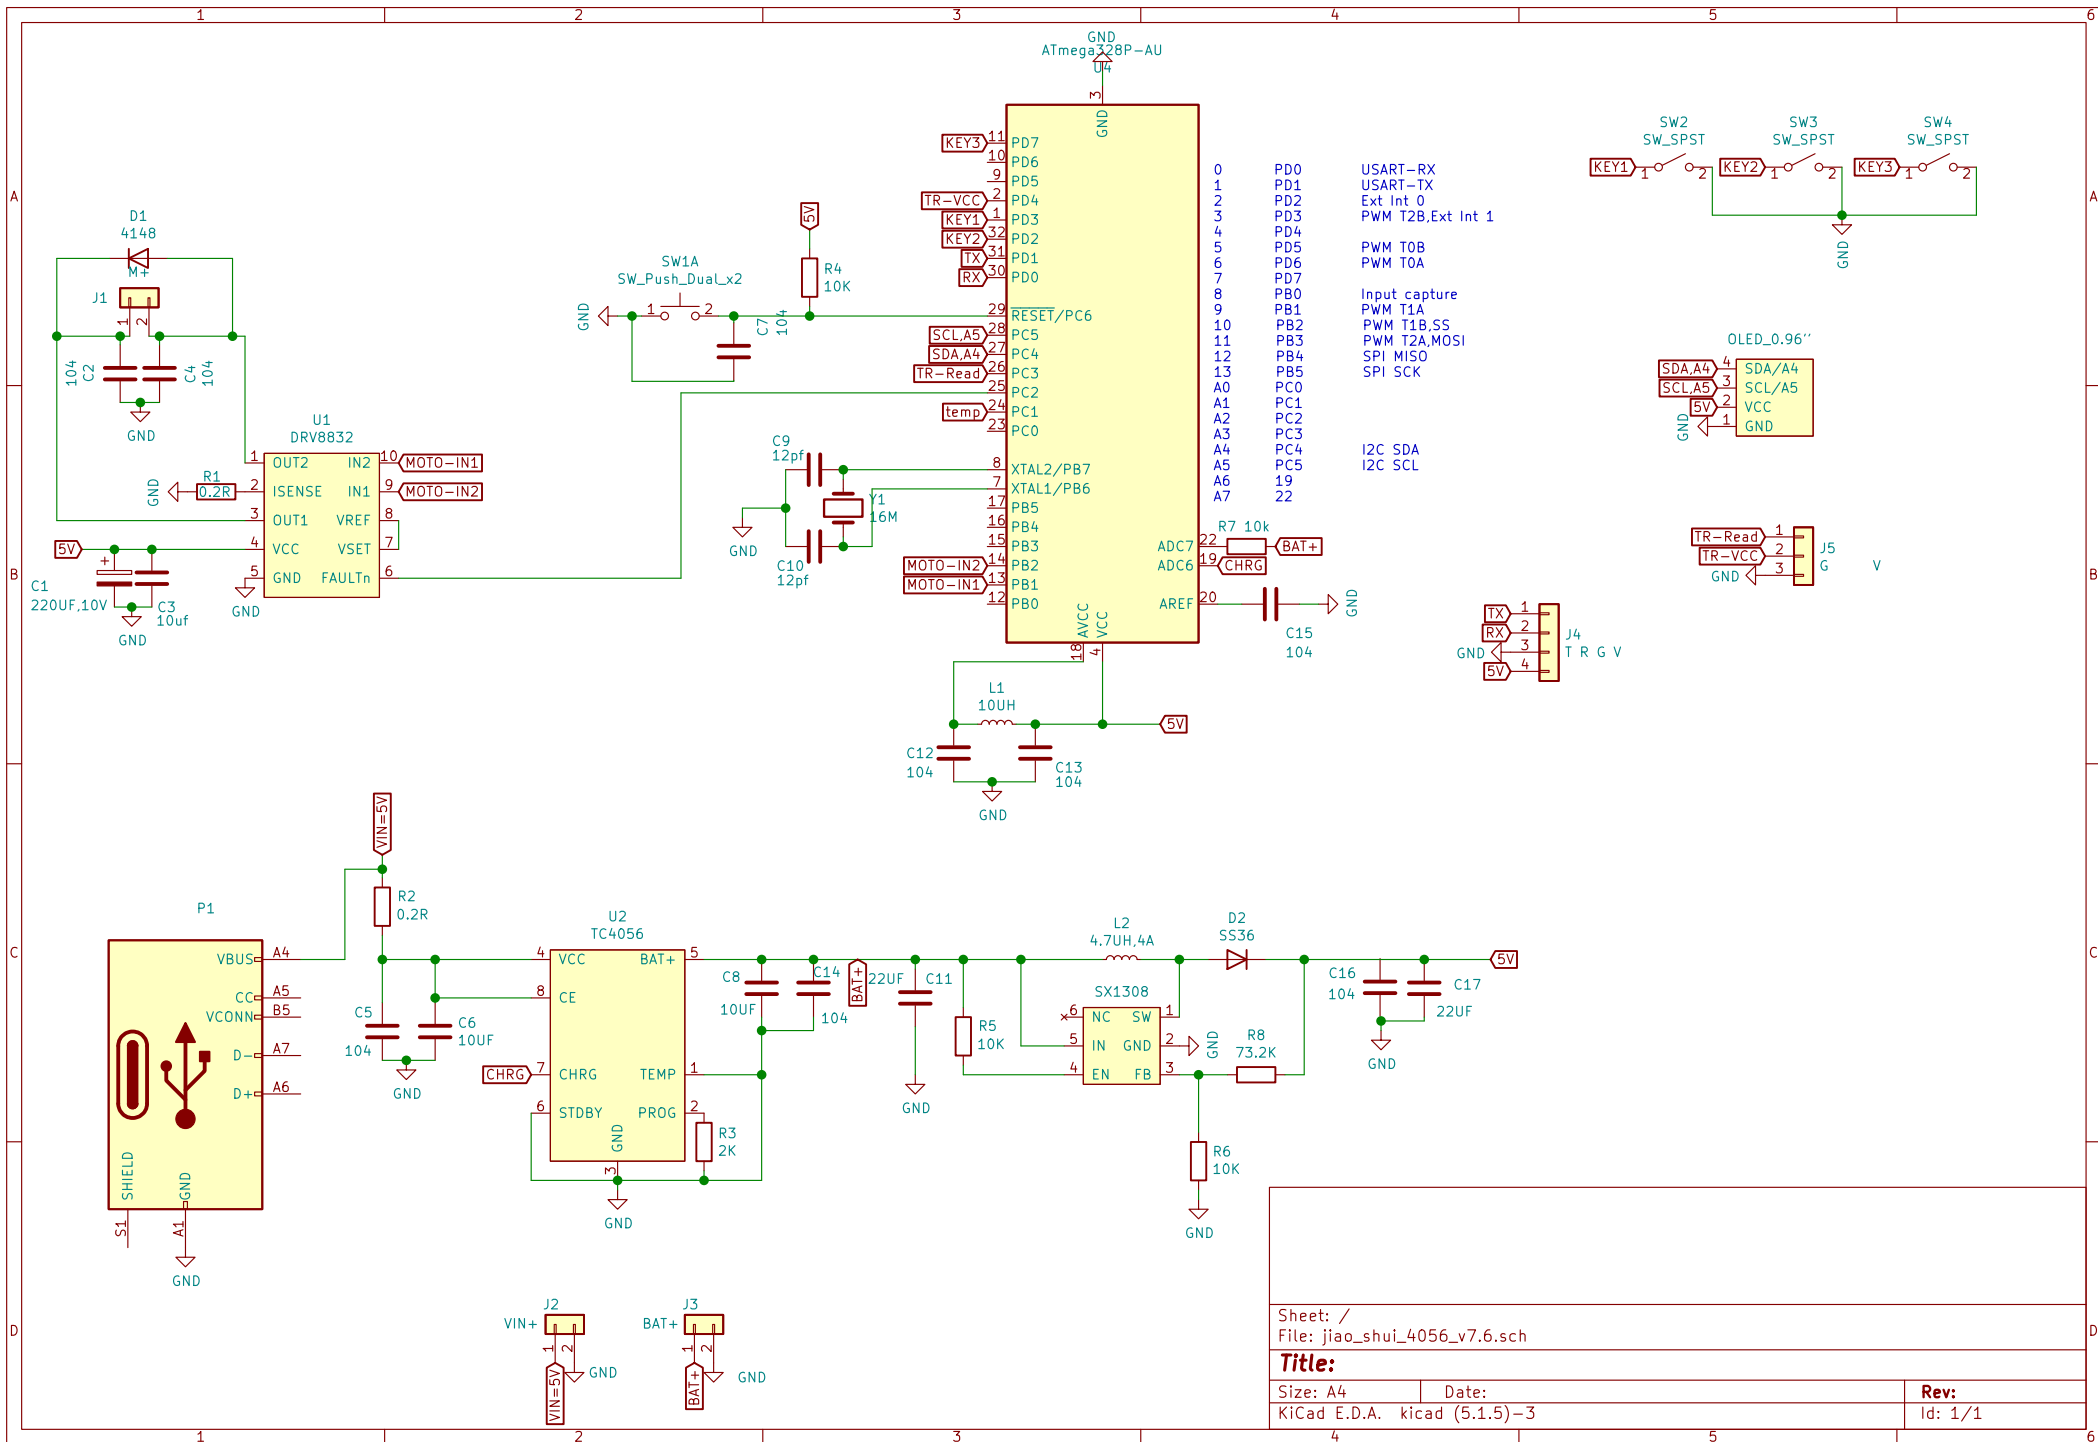 1 2 3 4 5 6
A
B
C
D
GND
ATmega328P-AU
U4
3
GND
KEY3 11 PD7
10 PD6
9 PD5
TR-VCC 2 PD4
KEY1 1 PD3
KEY2 32 PD2
TX 31 PD1
RX 30 PD0
29 RESET/PC6
SCL,A5 28 PC5
SDA,A4 27 PC4
TR-Read 26 PC3
25 PC2
temp 24 PC1
23 PC0
8 XTAL2/PB7
7 XTAL1/PB6
17 PB5
16 PB4
15 PB3
MOTO-IN2 14 PB2
MOTO-IN1 13 PB1
12 PB0
ADC7 22
R7 10k
BAT+
ADC6 19 CHRG
AREF 20
C15
104
GND
AVCC 18
VCC 4
L1
10UH
5V
C12
104
C13
104
GND
0 PD0 USART-RX
1 PD1 USART-TX
2 PD2 Ext Int 0
3 PD3 PWM T2B,Ext Int 1
4 PD4
5 PD5 PWM T0B
6 PD6 PWM T0A
7 PD7
8 PB0 Input capture
9 PB1 PWM T1A
10 PB2 PWM T1B,SS
11 PB3 PWM T2A,MOSI
12 PB4 SPI MISO
13 PB5 SPI SCK
A0 PC0
A1 PC1
A2 PC2
A3 PC3
A4 PC4 I2C SDA
A5 PC5 I2C SCL
A6 19
A7 22
SW2
SW_SPST
KEY1 1 2
SW3
SW_SPST
KEY2 1 2
SW4
SW_SPST
KEY3 1 2
GND
OLED_0.96''
SDA,A4 4 SDA/A4
SCL,A5 3 SCL/A5
5V 2 VCC
GND 1 GND
TR-Read 1
TR-VCC 2
GND 3
J5
G V
TX 1
RX 2
GND 3
5V 4
J4
T R G V
D1
4148
M+
J1
1 2
104
C2
C4
104
GND
U1
DRV8832
1 OUT2 IN2 10 MOTO-IN1
GND
R1
0.2R
2 ISENSE IN1 9 MOTO-IN2
3 OUT1 VREF 8
5V
4 VCC VSET 7
5 GND FAULTn 6
GND
+
C1
220UF,10V
C3
10uf
GND
5V
R4
10K
SW1A
SW_Push_Dual_x2
GND
1 2
C7
104
C9
12pf
Y1
16M
C10
12pf
GND
VIN=5V
R2
0.2R
P1
VBUS A4
CC A5
VCONN B5
D- A7
D+ A6
SHIELD
GND
S1
A1
GND
C5
104
C6
10UF
GND
U2
TC4056
4 VCC BAT+ 5
8 CE
CHRG 7 CHRG TEMP 1
6 STDBY PROG 2
GND
3
R3
2K
GND
C8
10UF
C14
104
BAT+
22UF C11
GND
R5
10K
L2
4.7UH,4A
D2
SS36
SX1308
6 NC SW 1
5 IN GND 2
GND
4 EN FB 3
R8
73.2K
R6
10K
GND
C16
104
C17
22UF
GND
5V
J2
VIN+
1 2
GND
VIN=5V
J3
BAT+
1 2
GND
BAT+
Sheet: /
File: jiao_shui_4056_v7.6.sch
Title:
Size: A4 Date: Rev:
KiCad E.D.A. kicad (5.1.5)-3 Id: 1/1
A
B
C
D
1 2 3 4 5 6